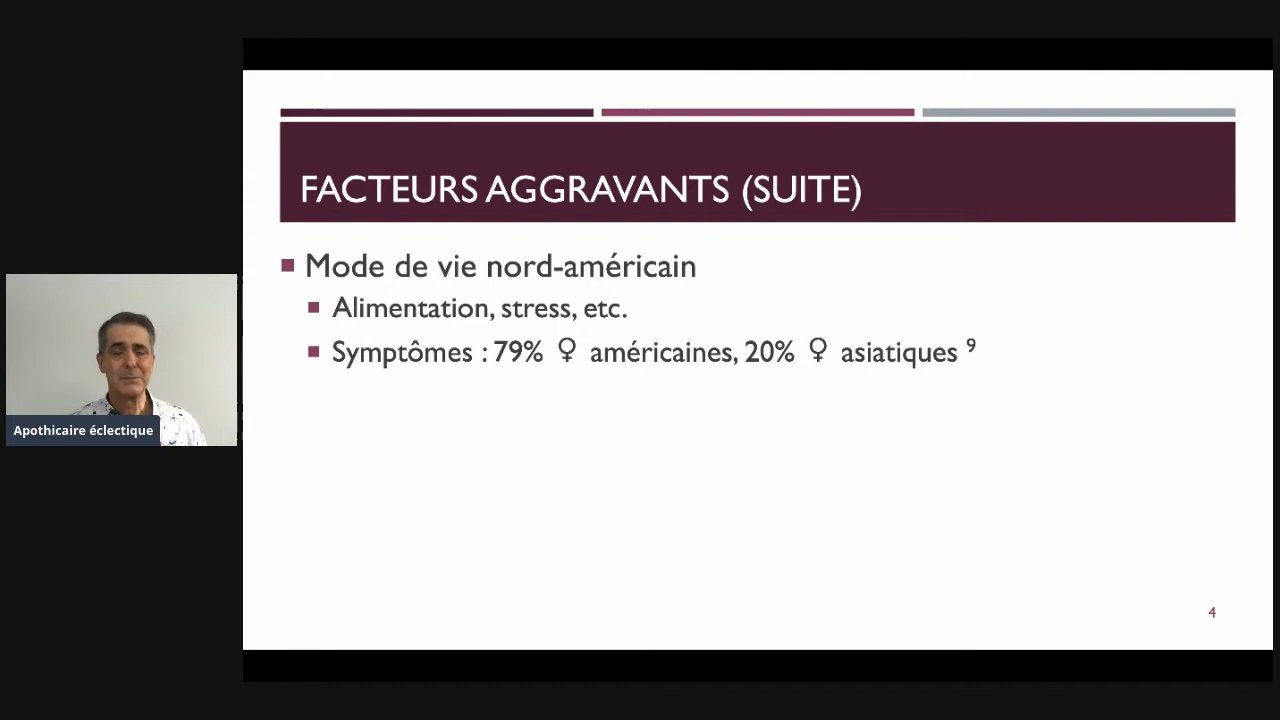 FACTEURS AGGRAVANTS (SUITE)
Mode de vie nord-américain
Alimentation, stress, etc.
Symptômes : 79% ♀ américaines, 20% ♀ asiatiques ⁹
Apothicaire éclectique
4